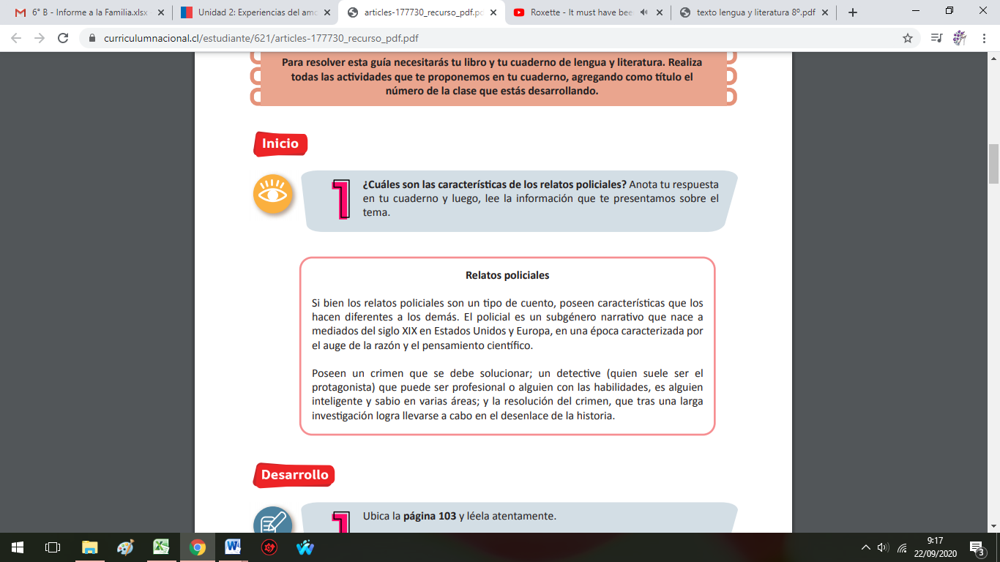 6° B - Informe a la Familia.xlsx
Unidad 2: Experiencias del amo
articles-177730_recurso_pdf.pd
Roxette - It must have bee
texto lengua y literatura 8º.pdf
curriculumnacional.cl/estudiante/621/articles-177730_recurso_pdf.pdf
Para resolver esta guía necesitarás tu libro y tu cuaderno de lengua y literatura. Realiza
todas las actividades que te proponemos en tu cuaderno, agregando como título el
número de la clase que estás desarrollando.
Inicio
1
¿Cuáles son las características de los relatos policiales? Anota tu respuesta
en tu cuaderno y luego, lee la información que te presentamos sobre el
tema.
Relatos policiales
Si bien los relatos policiales son un tipo de cuento, poseen características que los
hacen diferentes a los demás. El policial es un subgénero narrativo que nace a
mediados del siglo XIX en Estados Unidos y Europa, en una época caracterizada por
el auge de la razón y el pensamiento científico.
Poseen un crimen que se debe solucionar; un detective (quien suele ser el
protagonista) que puede ser profesional o alguien con las habilidades, es alguien
inteligente y sabio en varias áreas; y la resolución del crimen, que tras una larga
investigación logra llevarse a cabo en el desenlace de la historia.
Desarrollo
1
Ubica la página 103 y léela atentamente.
9:17
22/09/2020
3